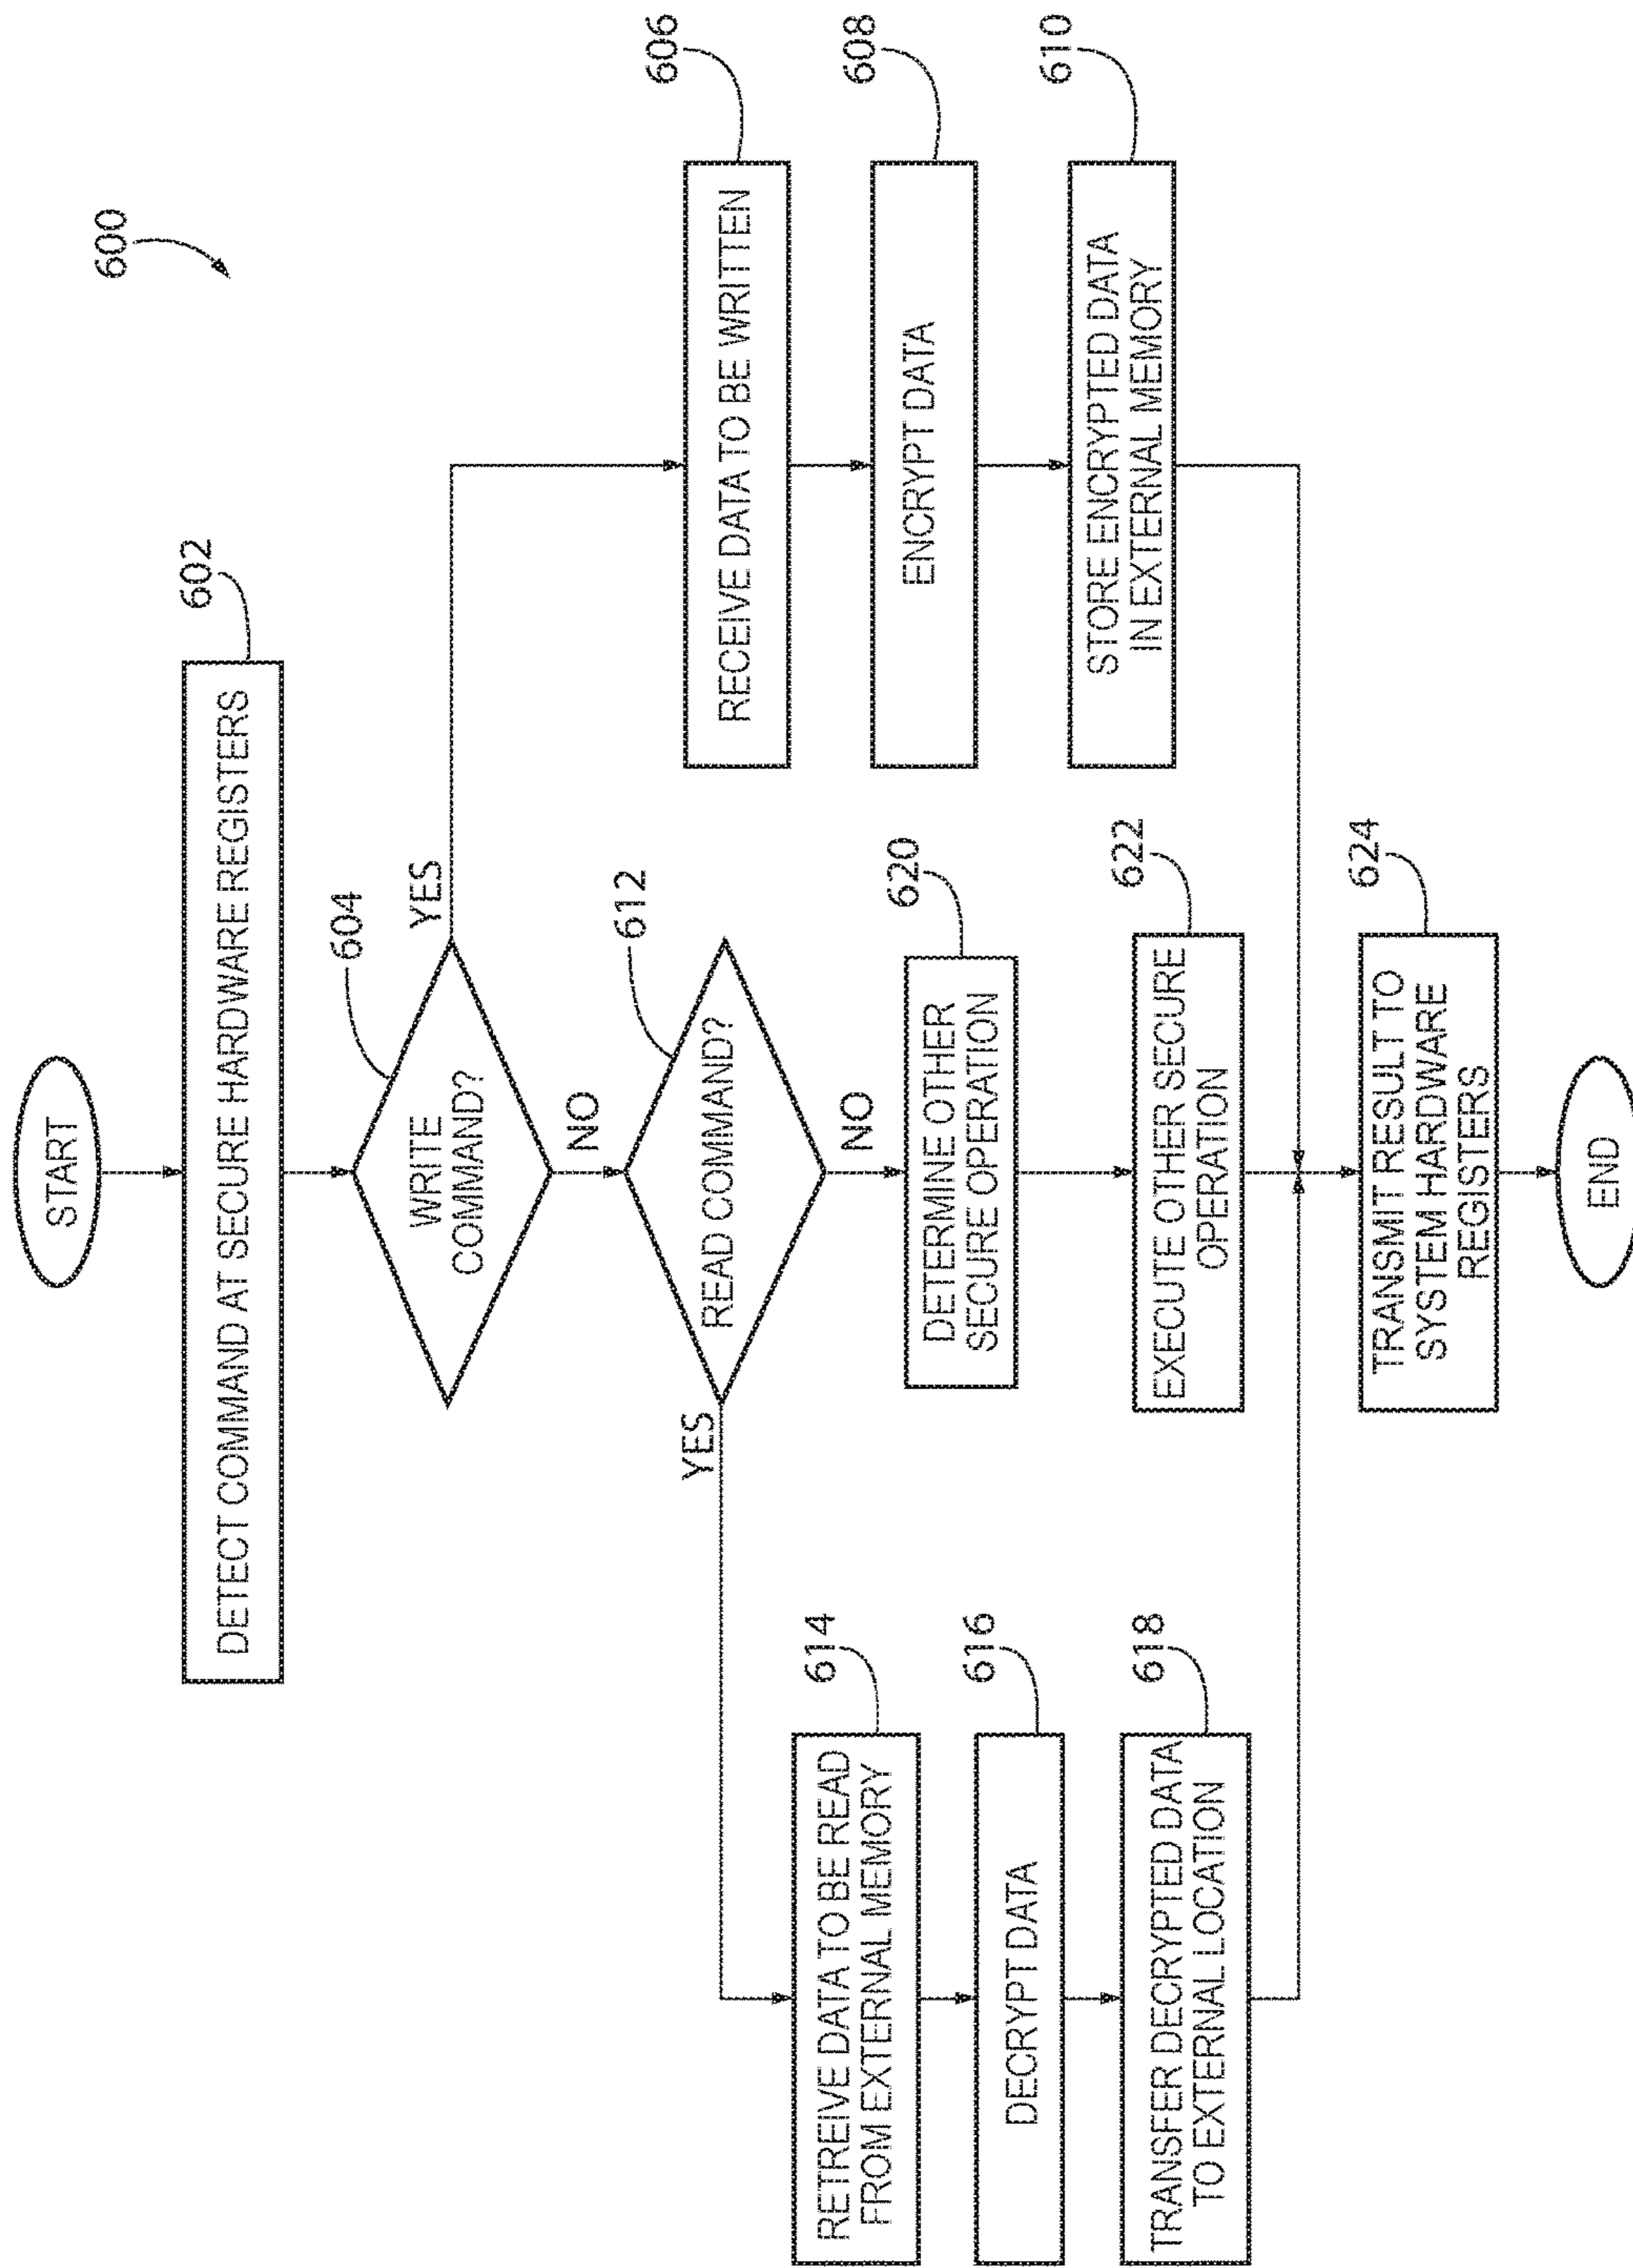 600
START
602
DETECT COMMAND AT SECURE HARDWARE REGISTERS
604
WRITE
COMMAND?
YES
NO
612
READ COMMAND?
YES
NO
606
RECEIVE DATA TO BE WRITTEN
608
ENCRYPT DATA
610
STORE ENCRYPTED DATA
IN EXTERNAL MEMORY
614
RETREIVE DATA TO BE READ
FROM EXTERNAL MEMORY
616
DECRYPT DATA
618
TRANSFER DECRYPTED DATA
TO EXTERNAL LOCATION
620
DETERMINE OTHER
SECURE OPERATION
622
EXECUTE OTHER SECURE
OPERATION
624
TRANSMIT RESULT TO
SYSTEM HARDWARE
REGISTERS
END